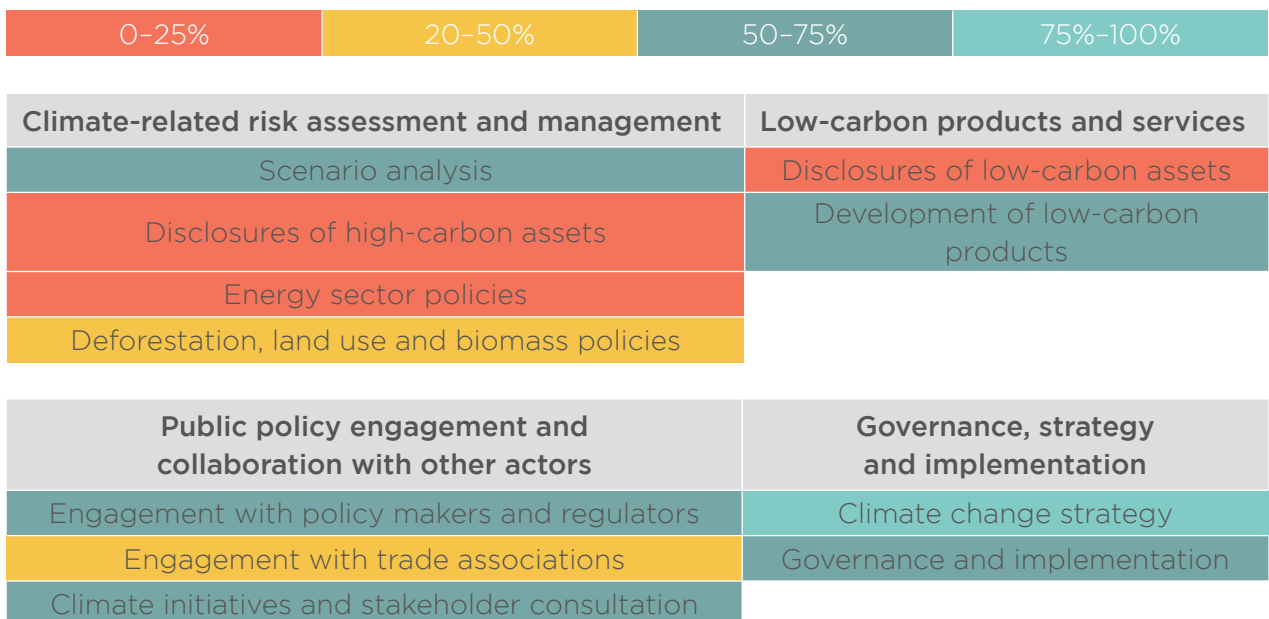 0–25%
20–50%
50–75%
75%–100%
Climate-related risk assessment and management
Scenario analysis
Disclosures of high-carbon assets
Energy sector policies
Deforestation, land use and biomass policies
Low-carbon products and services
Disclosures of low-carbon assets
Development of low-carbon
products
Public policy engagement and
collaboration with other actors
Engagement with policy makers and regulators
Engagement with trade associations
Climate initiatives and stakeholder consultation
Governance, strategy
and implementation
Climate change strategy
Governance and implementation